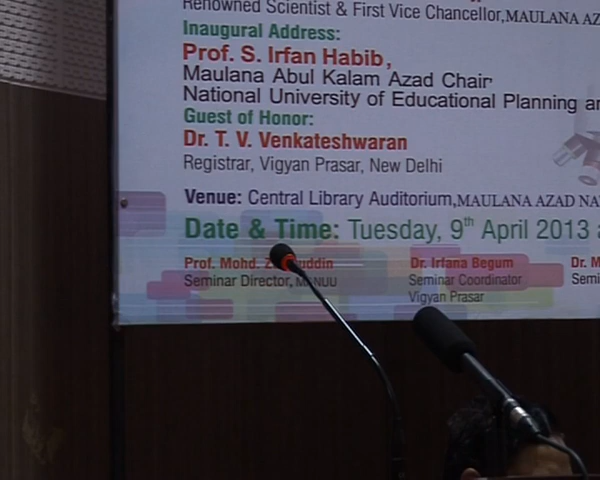 Renowned Scientist & First Vice Chancellor, MAULANA AZ
Inaugural Address:
Prof. S. Irfan Habib,
Maulana Abul Kalam Azad Chair
National University of Educational Planning
Guest of Honor:
Dr. T. V. Venkateshwaran
Registrar, Vigyan Prasar, New Delhi
Venue: Central Library Auditorium, MAULANA AZAD NA
Date & Time: Tuesday, 9th April 2013
Prof. Mohd.
Dr. Irfana Begum
Dr. M
Seminar Director,
Seminar Coordinator
Semi
Vigyan Prasar